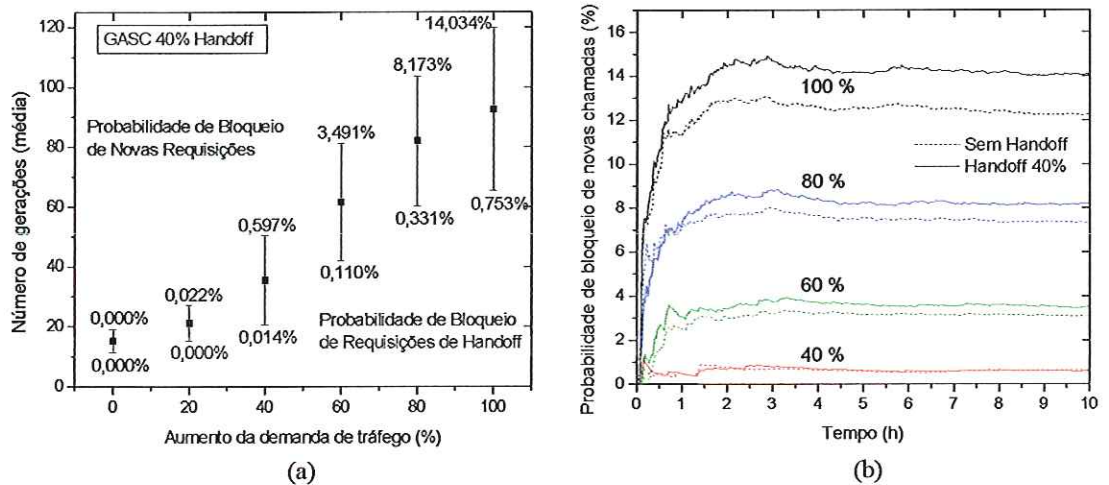 120
100
80
60
40
20
0
Número de gerações (média)
GASC 40% Handoff
14,034%
8,173%
Probabilidade de Bloqueio
de Novas Requisições
3,491%
0,753%
0,331%
0,597%
0,110%
0,022%
0,000%
Probabilidade de Bloqueio
de Requisições de Handoff
0,014%
0,000%
0,000%
0 20 40 60 80 100
Aumento da demanda de tráfego (%)
(a)
16
14
12
10
8
6
4
2
0
Probabilidade de bloqueio de novas chamadas (%)
100 %
Sem Handoff
Handoff 40%
80 %
60 %
40 %
0 1 2 3 4 5 6 7 8 9 10
Tempo (h)
(b)